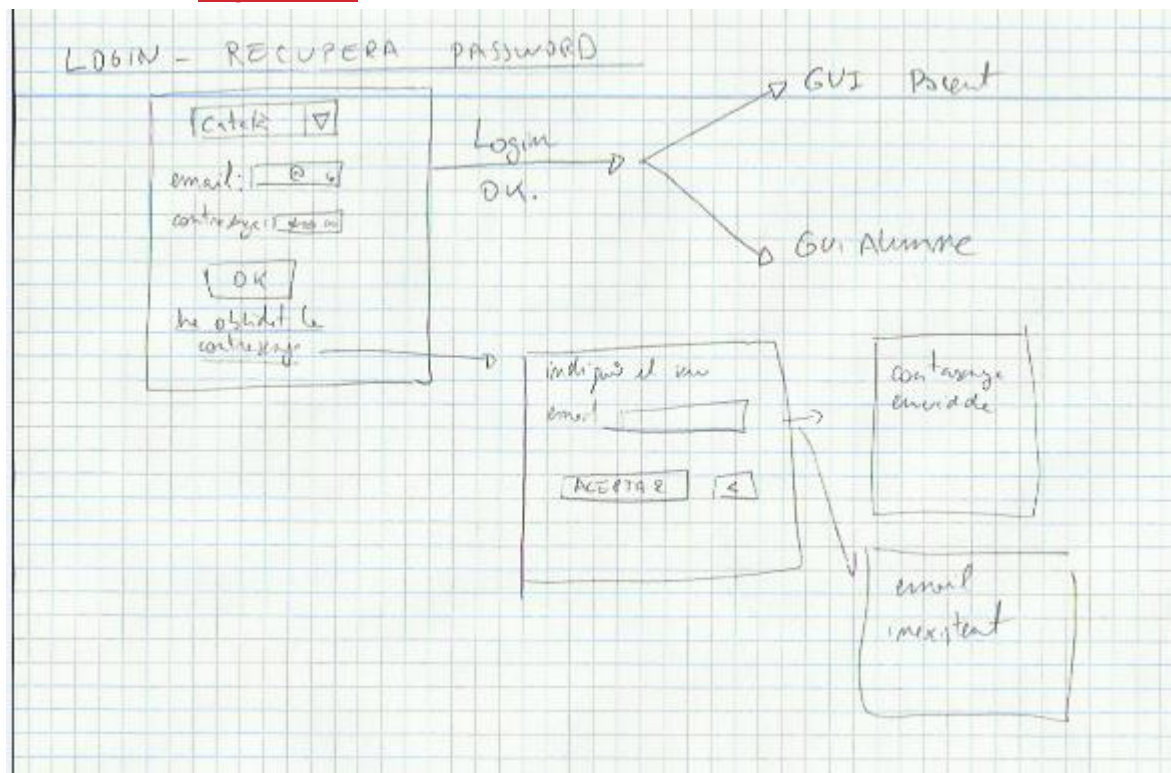 LOGIN - RECUPERA PASSWORD
Català
email: @
contrasenya:
OK
he oblidat la
contrasenya
Login
OK.
GUI Docent
GUI Alumne
indiqui el seu
email
ACEPTAR <
contrasenya
enviada
email
inexistent